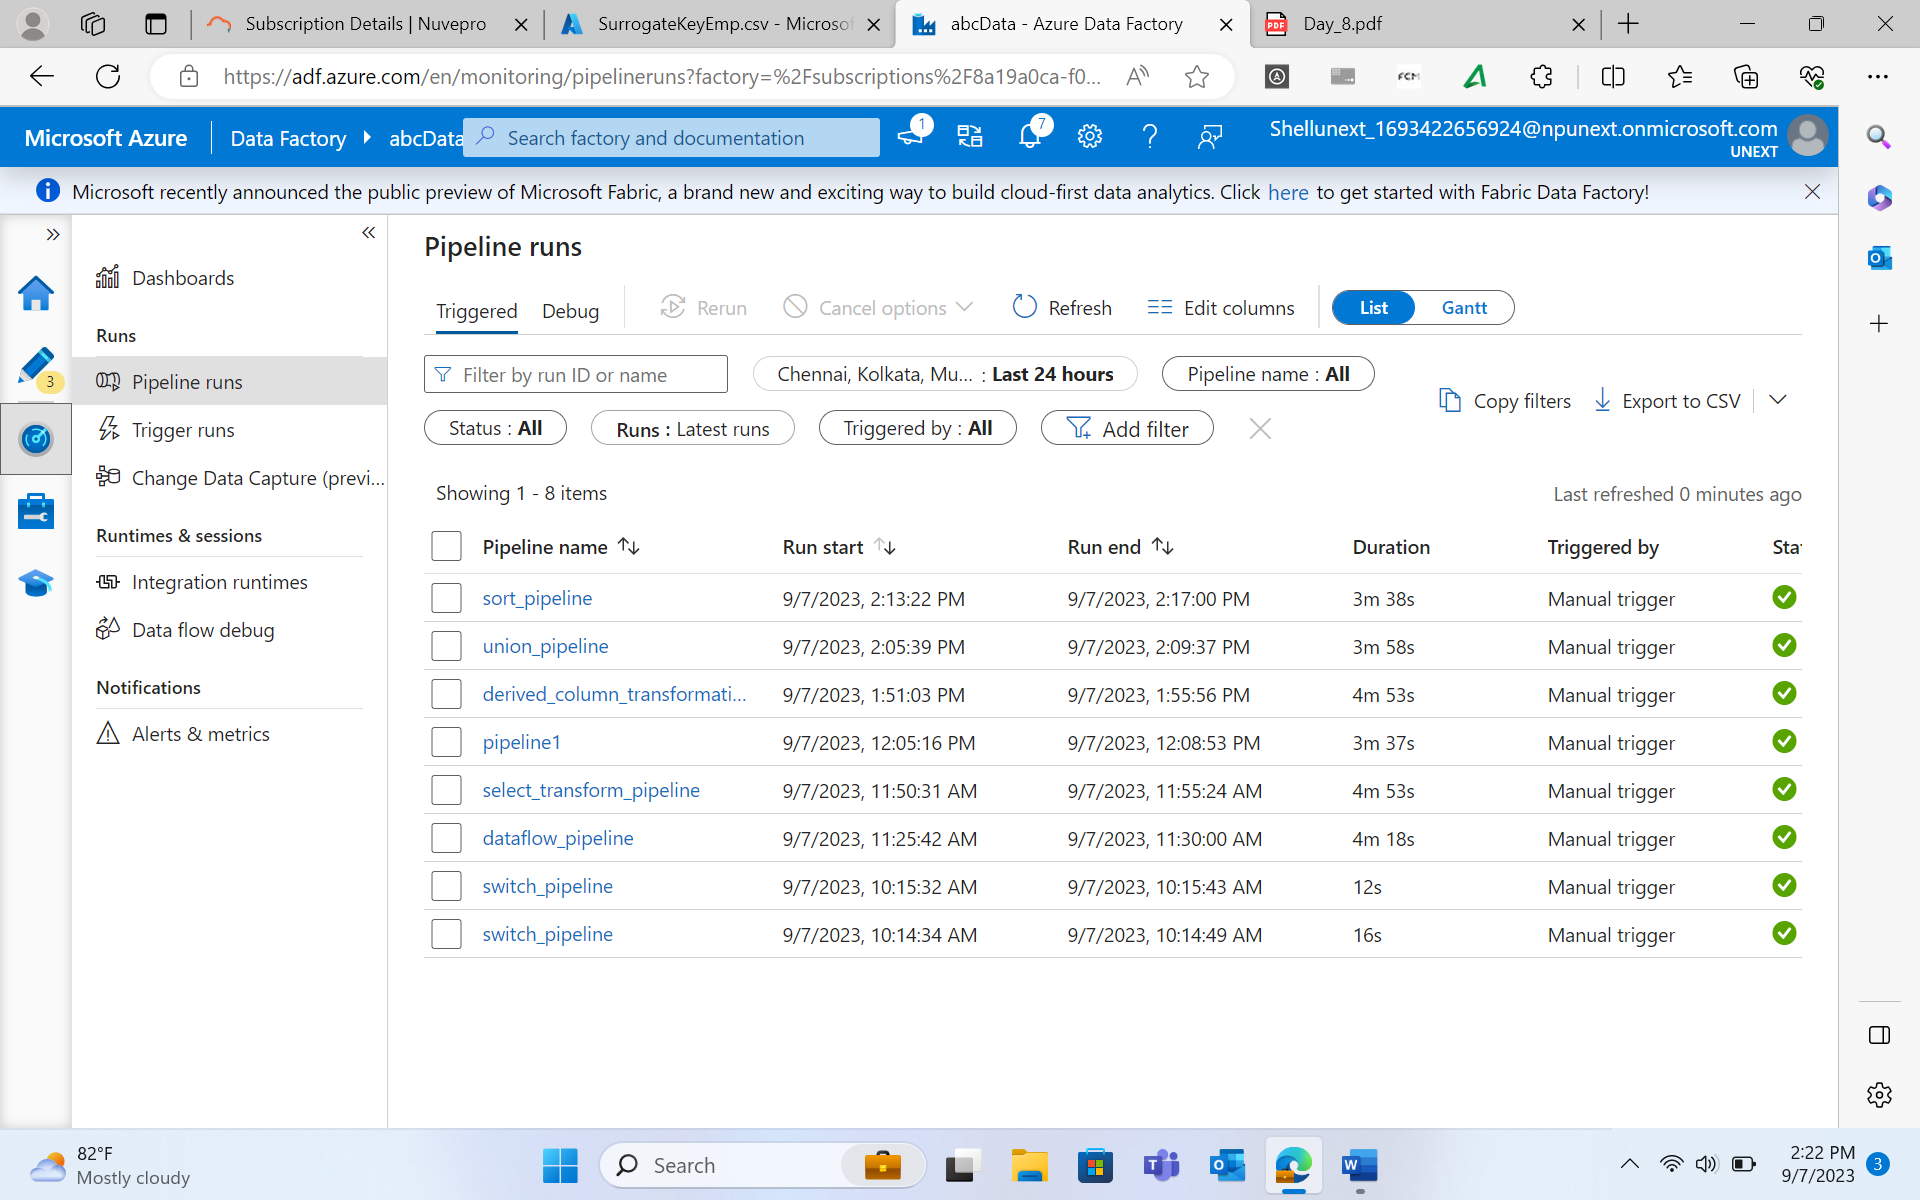 Subscription Details | Nuvepro
SurrogateKeyEmp.csv - Microsof
abcData - Azure Data Factory
PDF
Day_8.pdf
https://adf.azure.com/en/monitoring/pipelineruns?factory=%2Fsubscriptions%2F8a19a0ca-f0...
A
FCM
Microsoft Azure
Data Factory
abcData
Search factory and documentation
1
7
Shellunext_1693422656924@npunext.onmicrosoft.com
UNEXT
Microsoft recently announced the public preview of Microsoft Fabric, a brand new and exciting way to build cloud-first data analytics. Click here to get started with Fabric Data Factory!
Dashboards
Runs
3
Pipeline runs
Trigger runs
Change Data Capture (previ...
Runtimes & sessions
Integration runtimes
Data flow debug
Notifications
Alerts & metrics
Pipeline runs
Triggered
Debug
Rerun
Cancel options
Refresh
Edit columns
List
Gantt
Filter by run ID or name
Chennai, Kolkata, Mu... : Last 24 hours
Pipeline name : All
Copy filters
Export to CSV
Status : All
Runs : Latest runs
Triggered by : All
Add filter
Showing 1 - 8 items
Last refreshed 0 minutes ago
Pipeline name Run start Run end Duration Triggered by Sta
sort_pipeline 9/7/2023, 2:13:22 PM 9/7/2023, 2:17:00 PM 3m 38s Manual trigger
union_pipeline 9/7/2023, 2:05:39 PM 9/7/2023, 2:09:37 PM 3m 58s Manual trigger
derived_column_transformati... 9/7/2023, 1:51:03 PM 9/7/2023, 1:55:56 PM 4m 53s Manual trigger
pipeline1 9/7/2023, 12:05:16 PM 9/7/2023, 12:08:53 PM 3m 37s Manual trigger
select_transform_pipeline 9/7/2023, 11:50:31 AM 9/7/2023, 11:55:24 AM 4m 53s Manual trigger
dataflow_pipeline 9/7/2023, 11:25:42 AM 9/7/2023, 11:30:00 AM 4m 18s Manual trigger
switch_pipeline 9/7/2023, 10:15:32 AM 9/7/2023, 10:15:43 AM 12s Manual trigger
switch_pipeline 9/7/2023, 10:14:34 AM 9/7/2023, 10:14:49 AM 16s Manual trigger
82°F
Mostly cloudy
Search
2:22 PM
9/7/2023
3